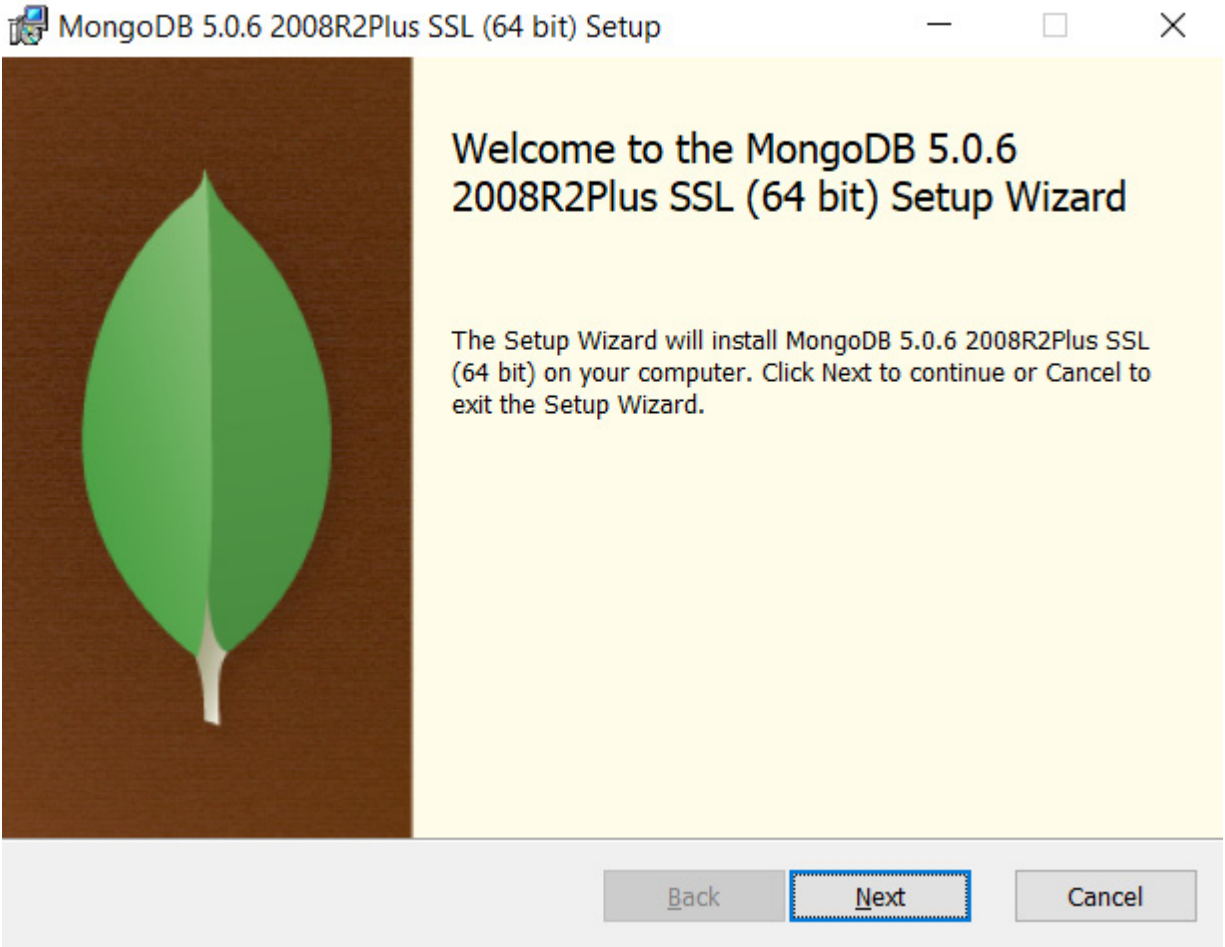 MongoDB 5.0.6 2008R2Plus SSL (64 bit) Setup
Welcome to the MongoDB 5.0.6
2008R2Plus SSL (64 bit) Setup Wizard
The Setup Wizard will install MongoDB 5.0.6 2008R2Plus SSL
(64 bit) on your computer. Click Next to continue or Cancel to
exit the Setup Wizard.
Back Next Cancel